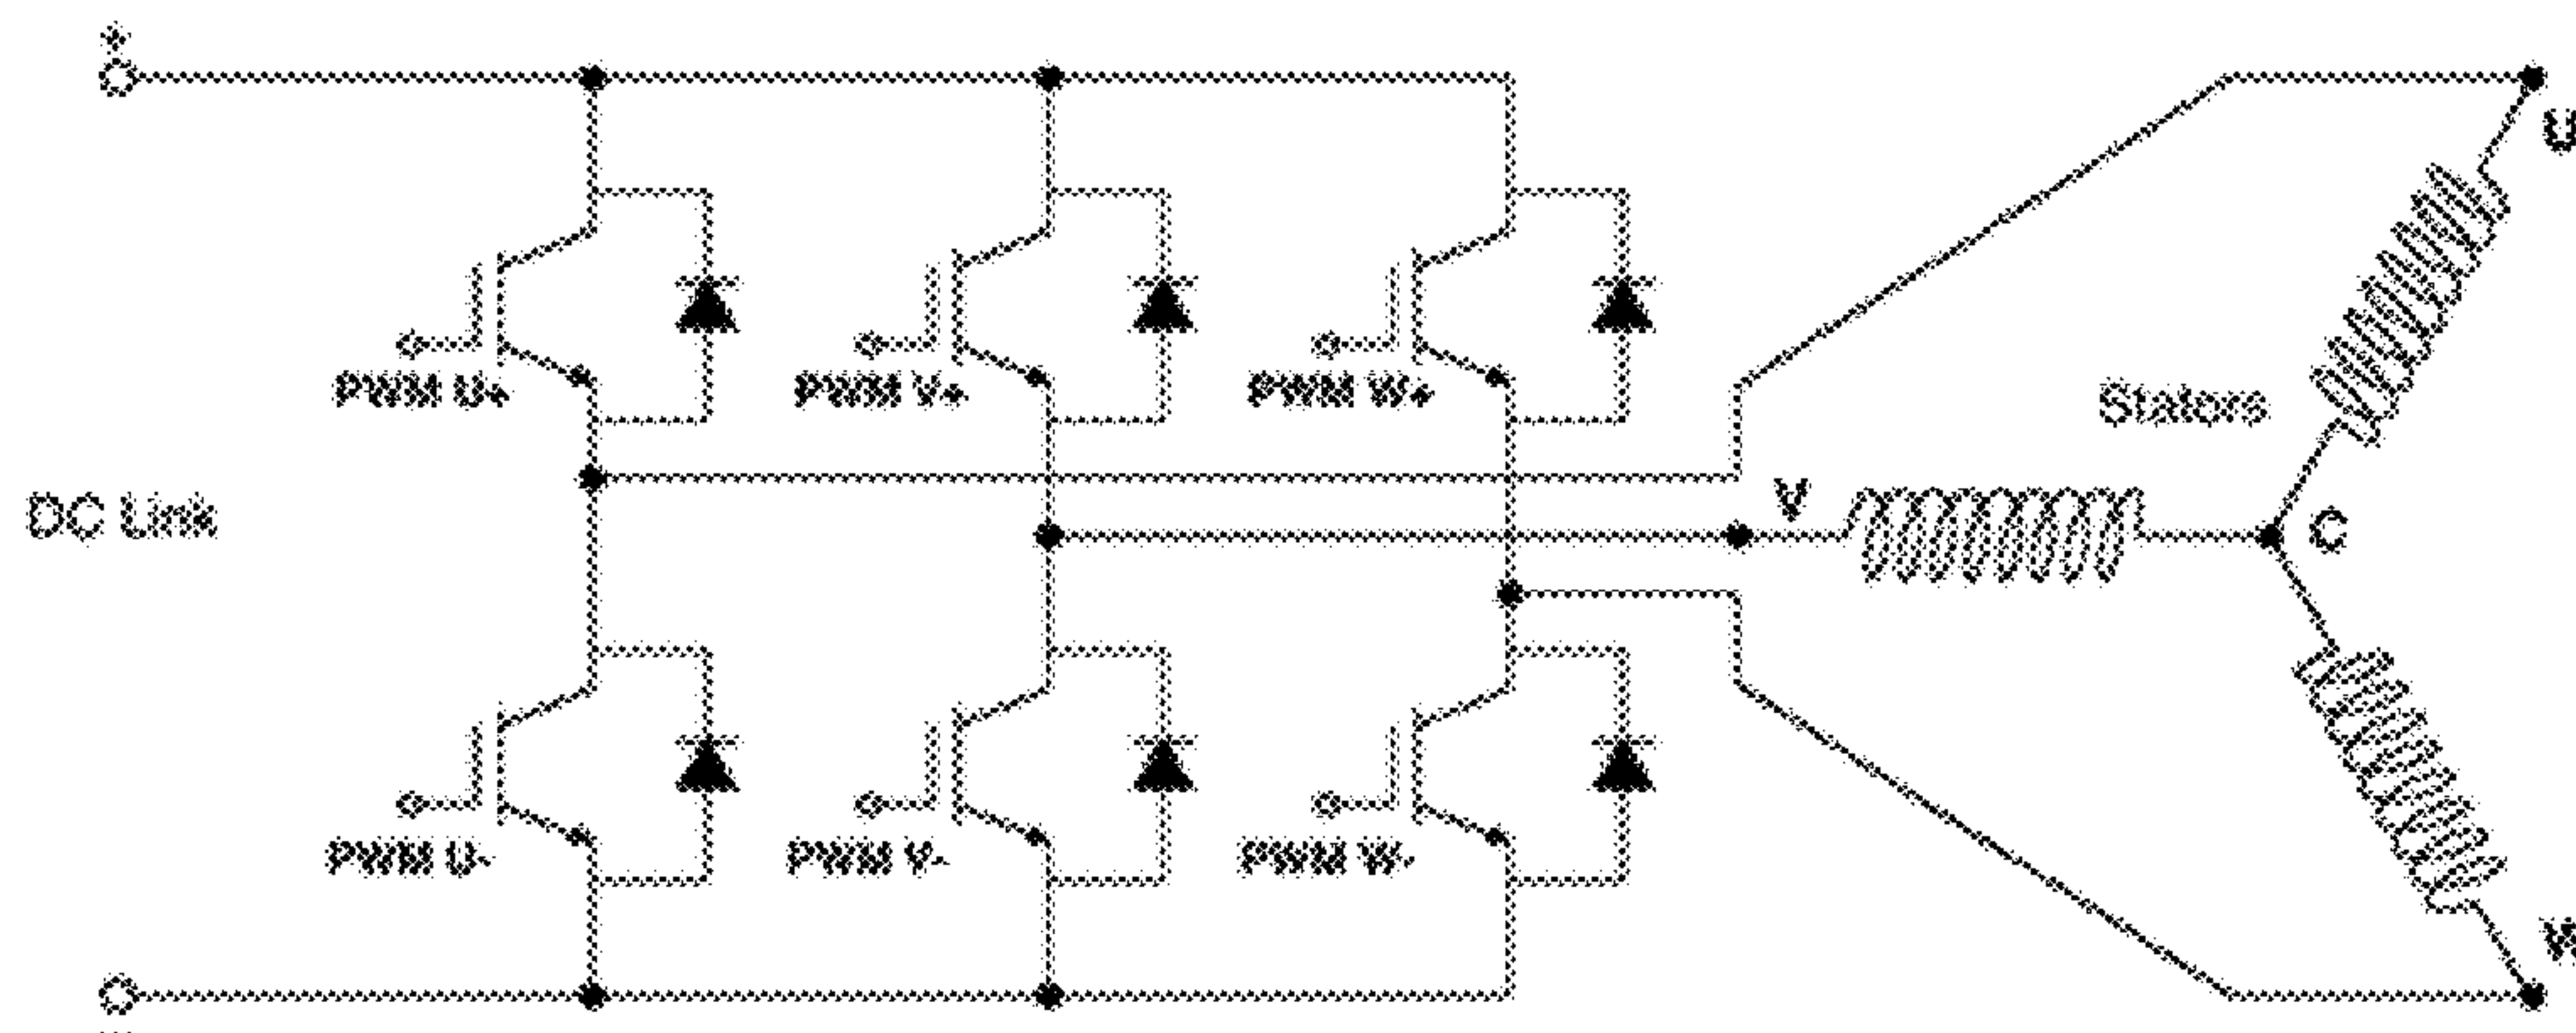 +
U
PWM U+ PWM V+ PWM W+
Stators
DC Link
V
C
PWM U- PWM V- PWM W-
W